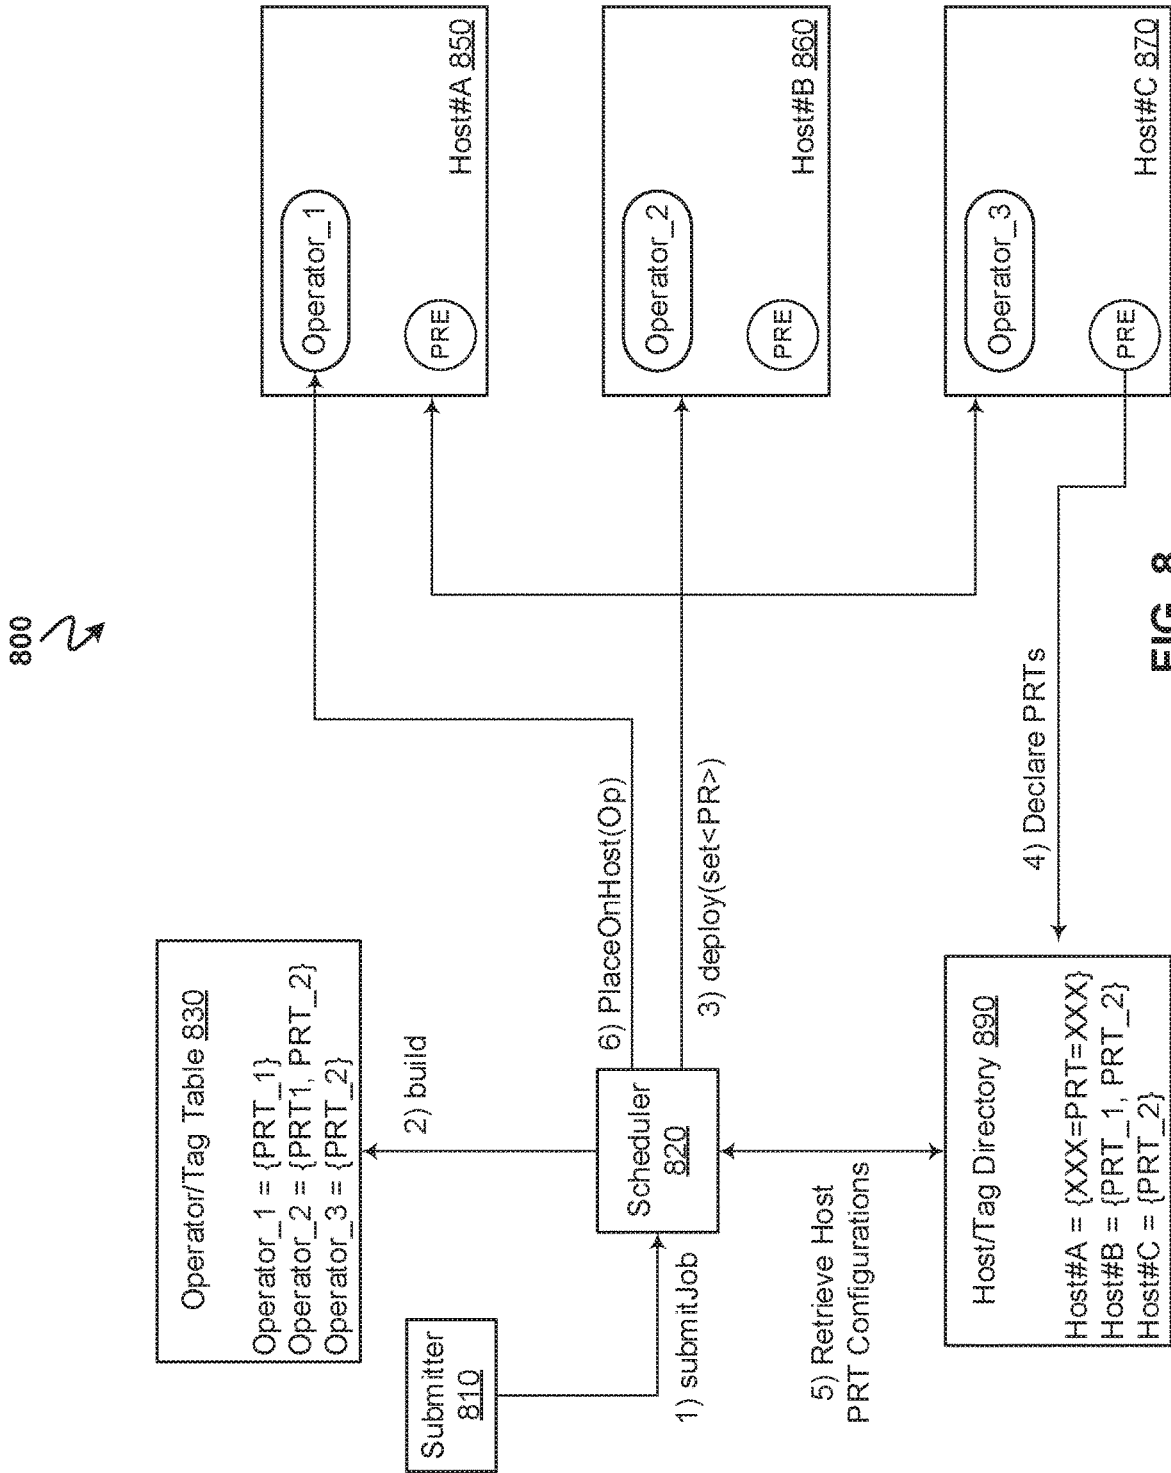 800
Operator/Tag Table 830
Operator_1 = {PRT_1}
Operator_2 = {PRT1, PRT_2}
Operator_3 = {PRT_2}
2) build
Submitter
810
1) submitJob
Scheduler
820
6) PlaceOnHost(Op)
3) deploy(set<PR>)
Operator_1
PRE
Host#A 850
Operator_2
PRE
Host#B 860
Operator_3
PRE
Host#C 870
5) Retrieve Host
PRT Configurations
4) Declare PRTs
Host/Tag Directory 890
Host#A = {XXX=PRT=XXX}
Host#B = {PRT_1, PRT_2}
Host#C = {PRT_2}
FIG. 8